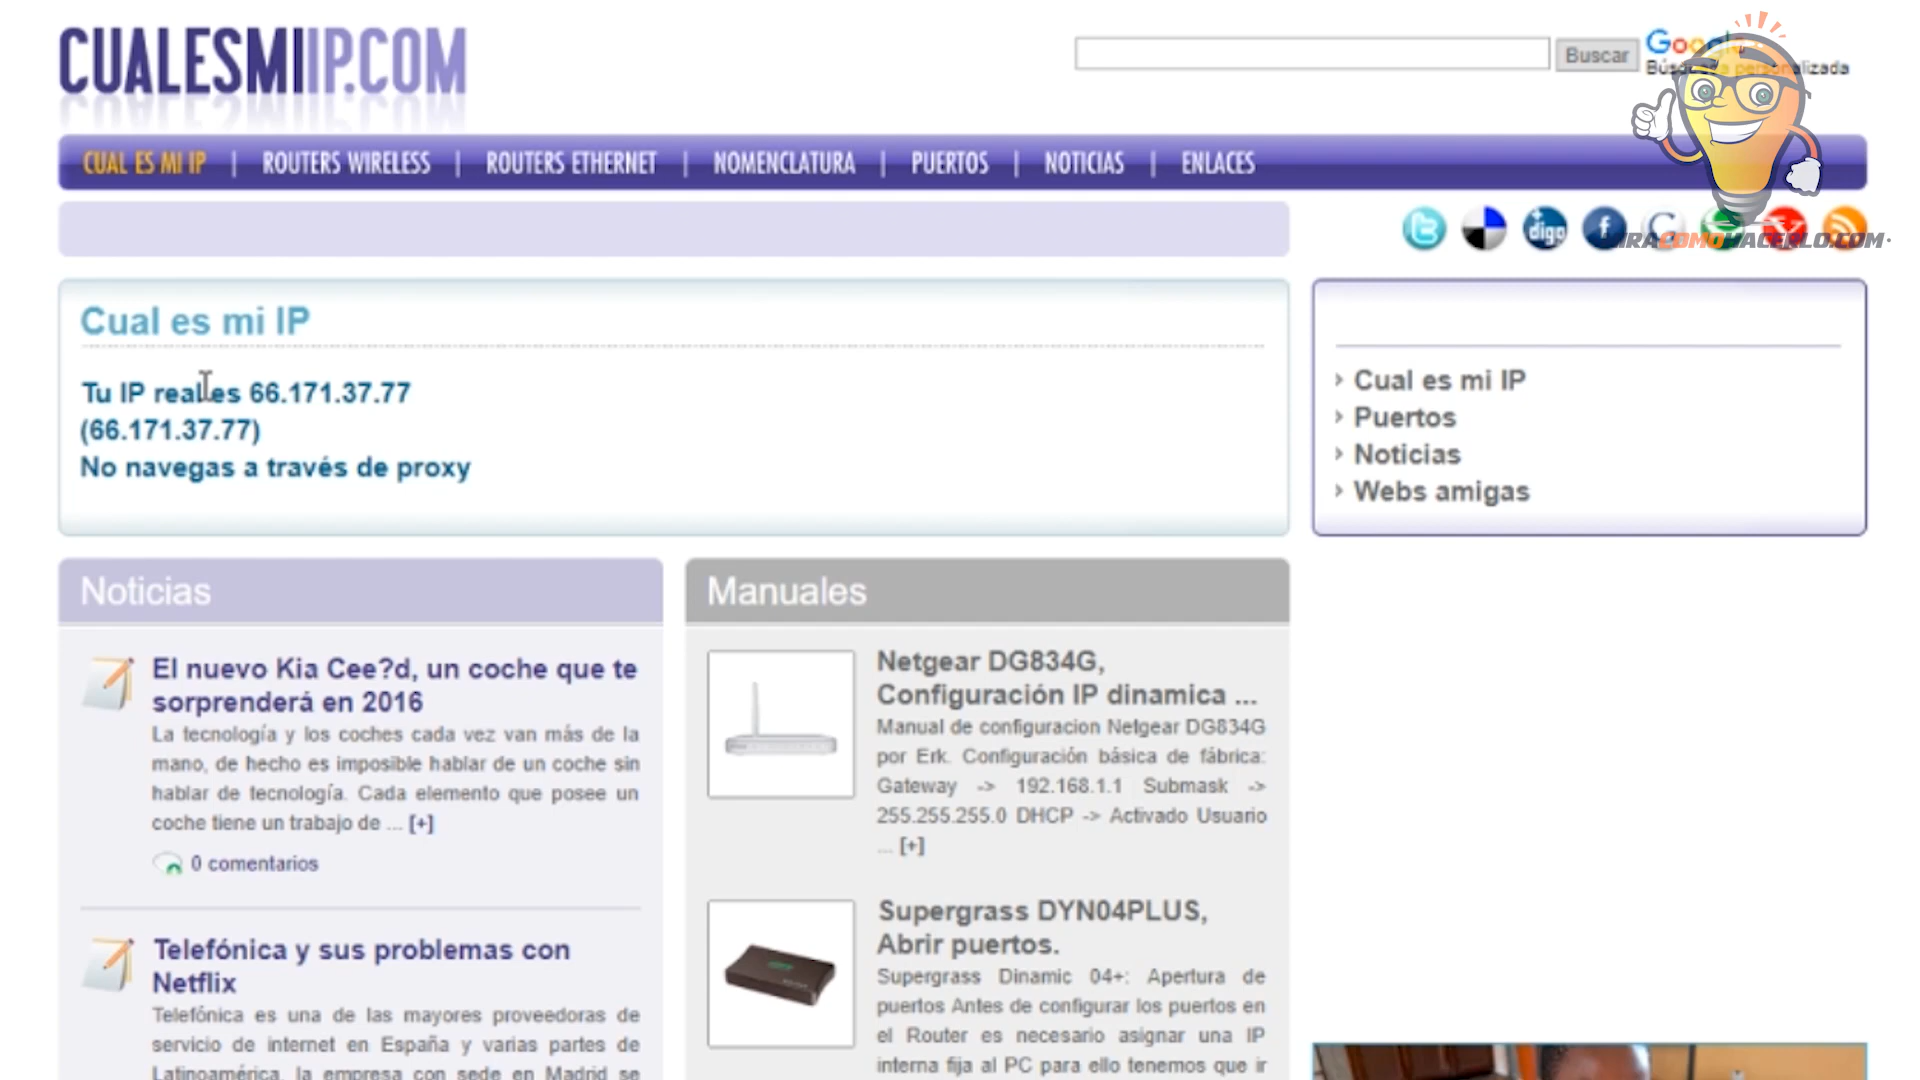 CUALESMIIP.COM
Buscar
CUAL ES MI IP | ROUTERS WIRELESS | ROUTERS ETHERNET | NOMENCLATURA | PUERTOS | NOTICIAS | ENLACES
Cual es mi IP
Tu IP real es 66.171.37.77
(66.171.37.77)
No navegas a través de proxy
Cual es mi IP
Puertos
Noticias
Webs amigas
Noticias
El nuevo Kia Cee?d, un coche que te
sorprenderá en 2016
La tecnología y los coches cada vez van más de la
mano, de hecho es imposible hablar de un coche sin
hablar de tecnología. Cada elemento que posee un
coche tiene un trabajo de ... [+]
0 comentarios
Telefónica y sus problemas con
Netflix
Telefónica es una de las mayores proveedoras de
servicio de internet en España y varias partes de
Latinoamérica, la empresa con sede en Madrid se
Manuales
Netgear DG834G,
Configuración IP dinamica ...
Manual de configuracion Netgear DG834G
por Erk. Configuración básica de fábrica:
Gateway -> 192.168.1.1 Submask ->
255.255.255.0 DHCP -> Activado Usuario
... [+]
Supergrass DYN04PLUS,
Abrir puertos.
Supergrass Dinamic 04+: Apertura de
puertos Antes de configurar los puertos en
el Router es necesario asignar una IP
interna fija al PC para ello tenemos que ir